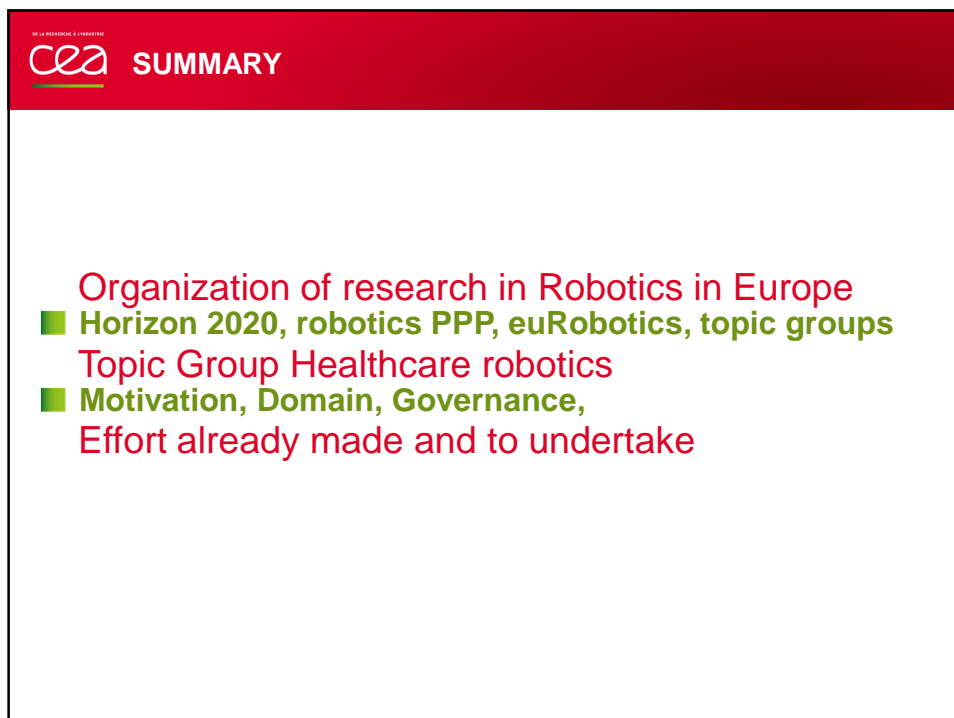 DE LA RECHERCHE À L'INDUSTRIE
cea SUMMARY
Organization of research in Robotics in Europe
Horizon 2020, robotics PPP, euRobotics, topic groups
Topic Group Healthcare robotics
Motivation, Domain, Governance,
Effort already made and to undertake